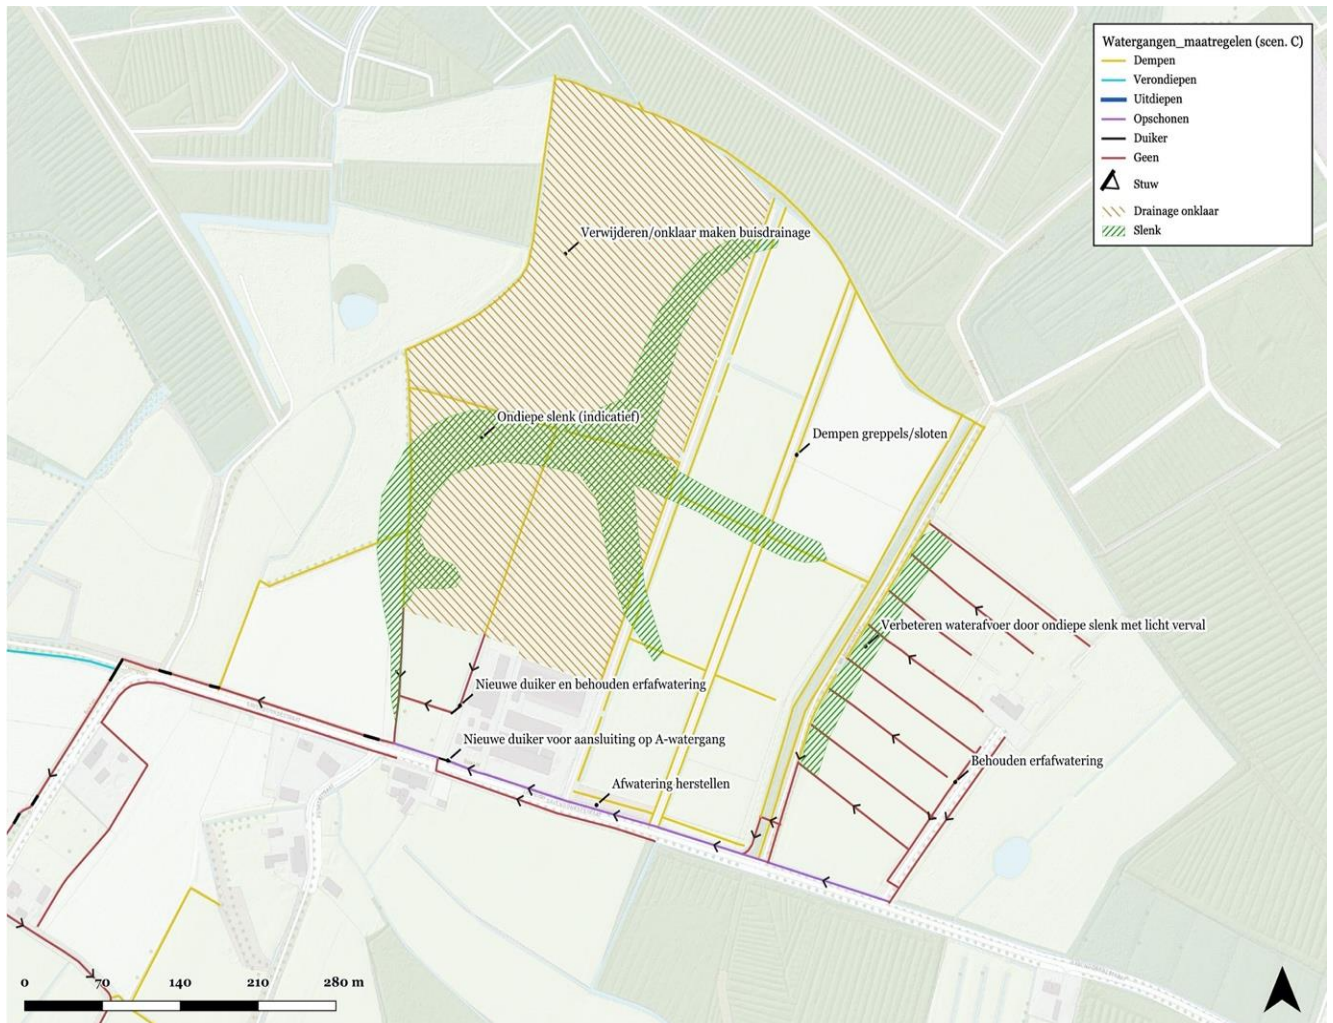 Watergangen_maatregelen (scen. C)
Dempen
Verondiepen
Uitdiepen
Opschonen
Duiker
Geen
Stuw
Drainage onklaar
Slenk
Verwijderen/onklaar maken buisdrainage
Ondiepe slenk (indicatief)
Dempen greppels/sloten
Verbeteren waterafvoer door ondiepe slenk met licht verval
Nieuwe duiker en behouden erfafwatering
Nieuwe duiker voor aansluiting op A-watergang
Behouden erfafwatering
Afwatering herstellen
0 70 140 210 280 m